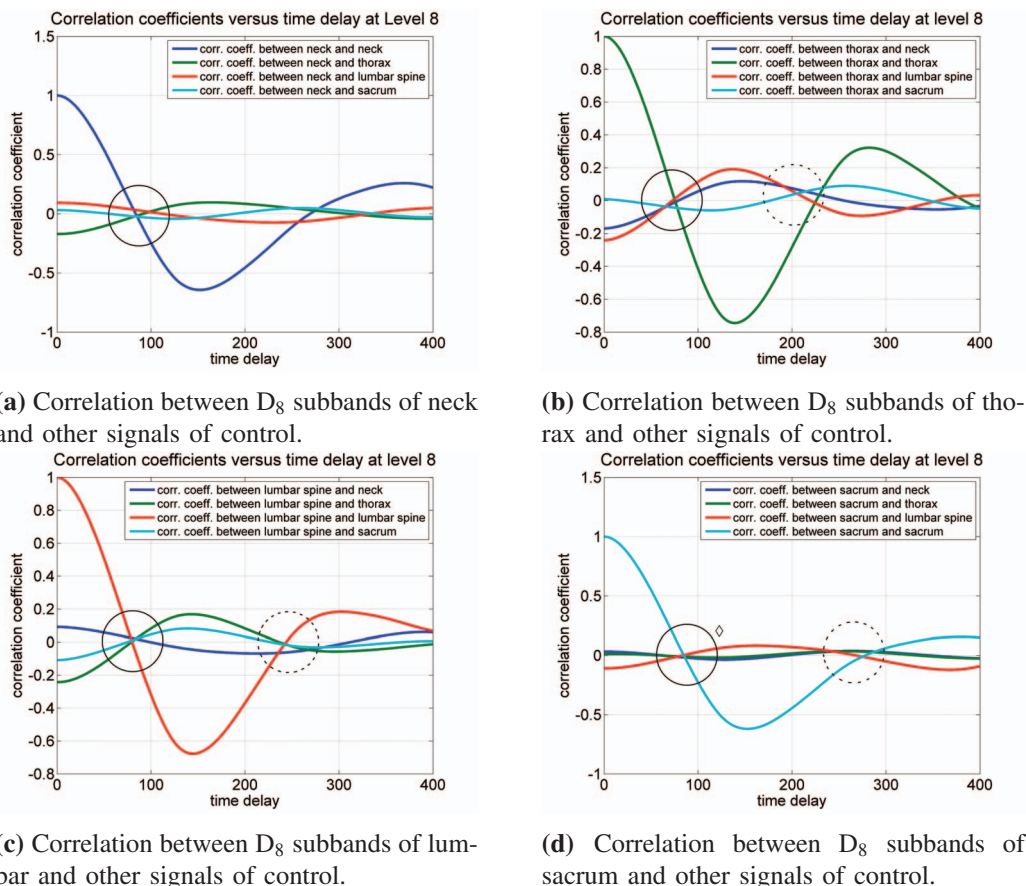 Correlation coefficients versus time delay at Level 8
1.5
1
0.5
0
-0.5
-1
0 100 200 300 400
correlation coefficient
time delay
corr. coeff. between neck and neck
corr. coeff. between neck and thorax
corr. coeff. between neck and lumbar spine
corr. coeff. between neck and sacrum
(a) Correlation between D₈ subbands of neck
and other signals of control.
Correlation coefficients versus time delay at level 8
1
0.8
0.6
0.4
0.2
0
-0.2
-0.4
-0.6
-0.8
0 100 200 300 400
correlation coefficient
time delay
corr. coeff. between thorax and neck
corr. coeff. between thorax and thorax
corr. coeff. between thorax and lumbar spine
corr. coeff. between thorax and sacrum
(b) Correlation between D₈ subbands of tho-
rax and other signals of control.
Correlation coefficients versus time delay at level 8
1
0.8
0.6
0.4
0.2
0
-0.2
-0.4
-0.6
-0.8
0 100 200 300 400
correlation coefficient
time delay
corr. coeff. between lumbar spine and neck
corr. coeff. between lumbar spine and thorax
corr. coeff. between lumbar spine and lumbar spine
corr. coeff. between lumbar spine and sacrum
(c) Correlation between D₈ subbands of lum-
bar and other signals of control.
Correlation coefficients versus time delay at level 8
1.5
1
0.5
0
-0.5
-1
0 100 200 300 400
correlation coefficient
time delay
corr. coeff. between sacrum and neck
corr. coeff. between sacrum and thorax
corr. coeff. between sacrum and lumbar spine
corr. coeff. between sacrum and sacrum
◊
(d) Correlation between D₈ subbands of
sacrum and other signals of control.